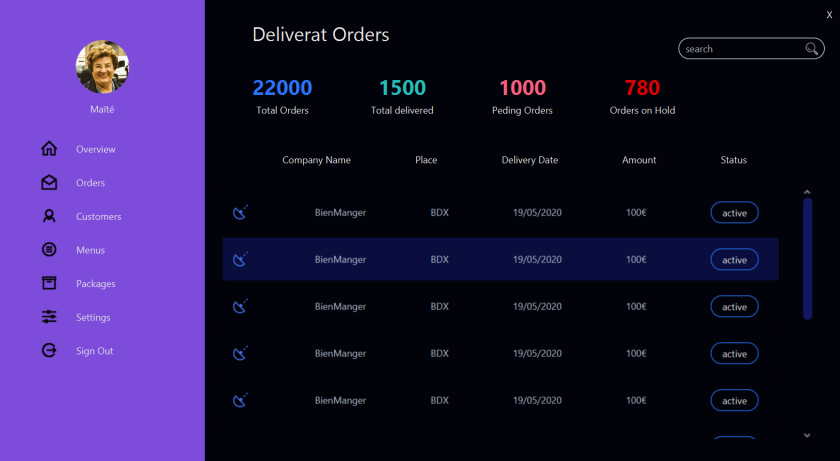 X
Deliverat Orders
search
Maïté
22000 1500 1000 780
Total Orders Total delivered Peding Orders Orders on Hold
Overview
Orders
Customers
Menus
Packages
Settings
Sign Out
Company Name Place Delivery Date Amount Status
BienManger BDX 19/05/2020 100€ active
BienManger BDX 19/05/2020 100€ active
BienManger BDX 19/05/2020 100€ active
BienManger BDX 19/05/2020 100€ active
BienManger BDX 19/05/2020 100€ active